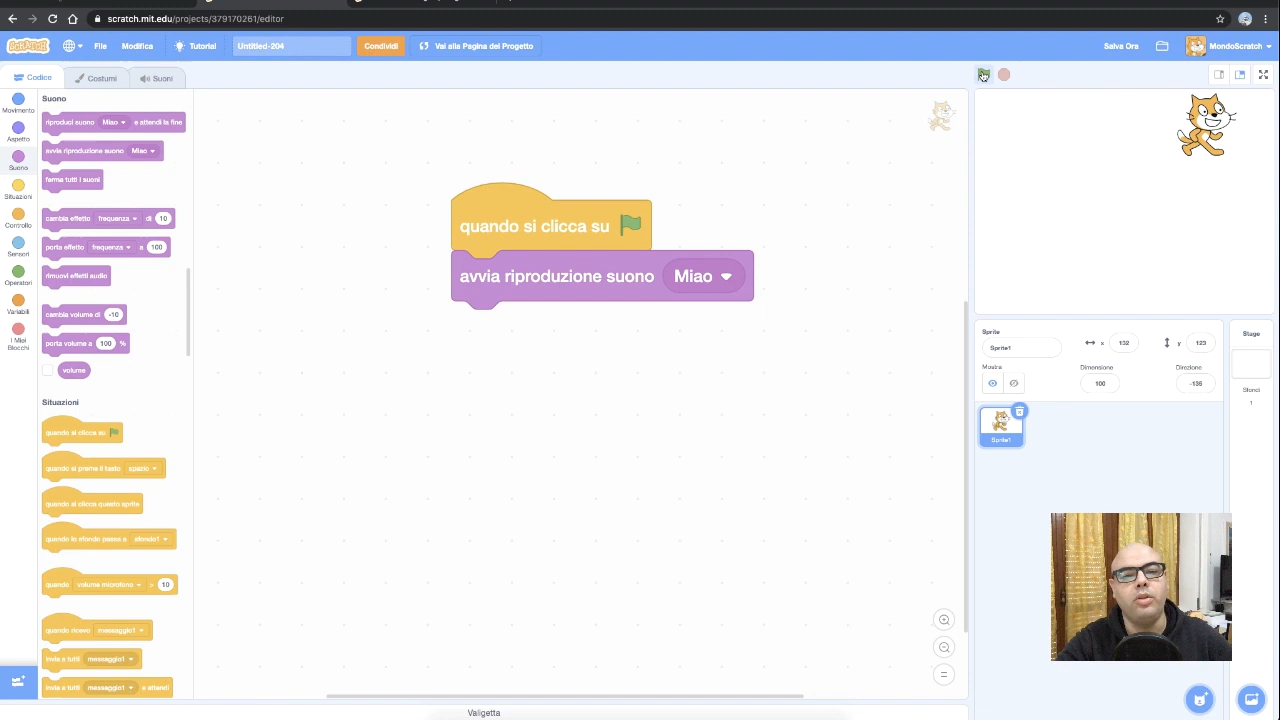 scratch.mit.edu/projects/379170261/editor
SCRATCH
File
Modifica
Tutorial
Untitled-204
Condividi
Vai alla Pagina del Progetto
Salva Ora
MondoScratch
Codice
Costumi
Suoni
Movimento
Aspetto
Suono
Situazioni
Controllo
Sensori
Operatori
Variabili
I Miei
Blocchi
Suono
riproduci suono Miao e attendi la fine
avvia riproduzione suono Miao
ferma tutti i suoni
cambia effetto frequenza di 10
porta effetto frequenza a 100
rimuovi effetti audio
cambia volume di -10
porta volume a 100 %
volume
Situazioni
quando si clicca su
quando si preme il tasto spazio
quando si clicca questo sprite
quando lo sfondo passa a sfondo1
quando volume microfono > 10
quando ricevo messaggio1
invia a tutti messaggio1
invia a tutti messaggio1 e attendi
quando si clicca su
avvia riproduzione suono Miao
Valigetta
Sprite
Sprite1
x 132
y 123
Mostra
Dimensione
100
Direzione
-135
Sprite1
Stage
Sfondi
1